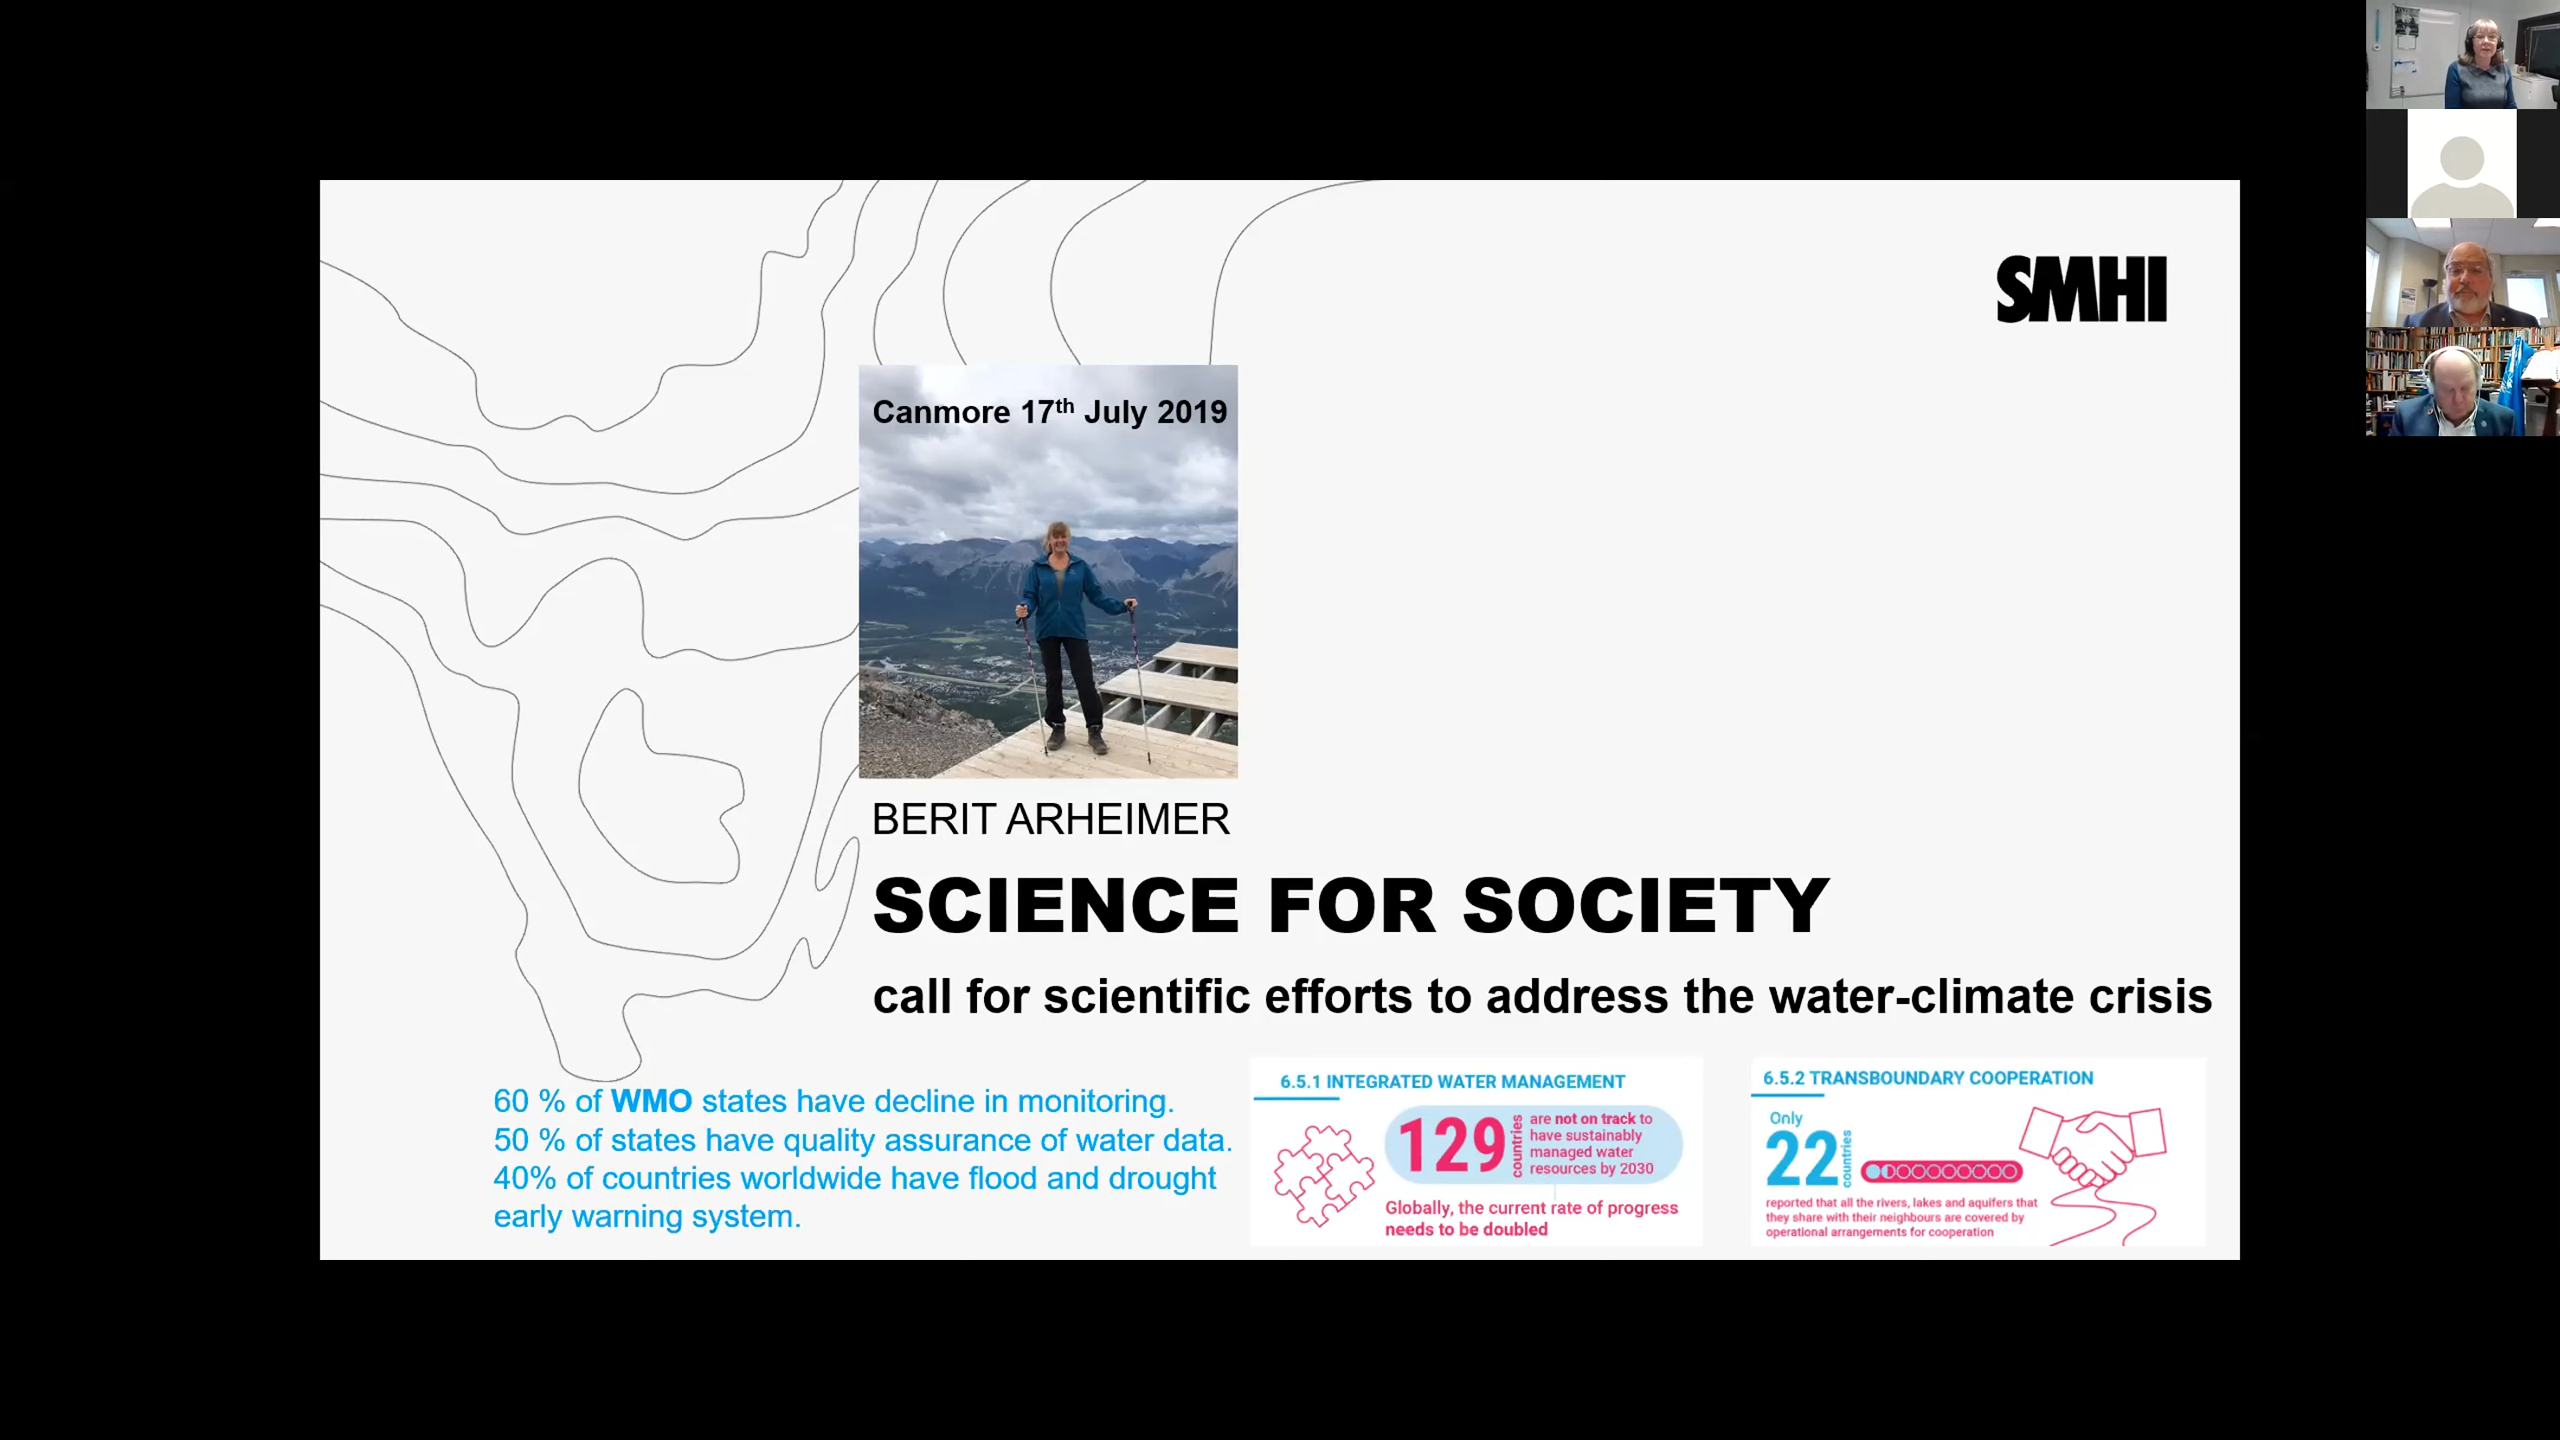 SMHI
Canmore 17th July 2019
BERIT ARHEIMER
SCIENCE FOR SOCIETY
call for scientific efforts to address the water-climate crisis
60 % of WMO states have decline in monitoring.
50 % of states have quality assurance of water data.
40% of countries worldwide have flood and drought
early warning system.
6.5.1 INTEGRATED WATER MANAGEMENT
129
countries
are not on track to
have sustainably
managed water
resources by 2030
Globally, the current rate of progress
needs to be doubled
6.5.2 TRANSBOUNDARY COOPERATION
Only
22
countries
reported that all the rivers, lakes and aquifers that
they share with their neighbours are covered by
operational arrangements for cooperation